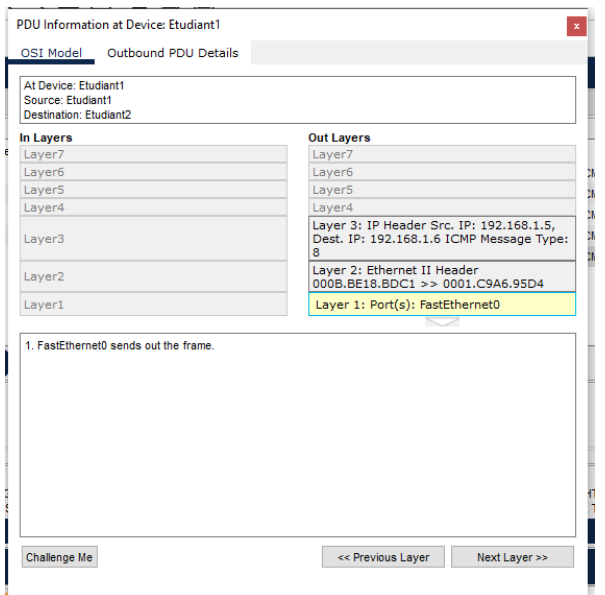 PDU Information at Device: Etudiant1
x
OSI Model
Outbound PDU Details
At Device: Etudiant1
Source: Etudiant1
Destination: Etudiant2
In Layers
Layer7
Layer6
Layer5
Layer4
Layer3
Layer2
Layer1
Out Layers
Layer7
Layer6
Layer5
Layer4
Layer 3: IP Header Src. IP: 192.168.1.5,
Dest. IP: 192.168.1.6 ICMP Message Type:
8
Layer 2: Ethernet II Header
000B.BE18.BDC1 >> 0001.C9A6.95D4
Layer 1: Port(s): FastEthernet0
1. FastEthernet0 sends out the frame.
Challenge Me
<< Previous Layer
Next Layer >>